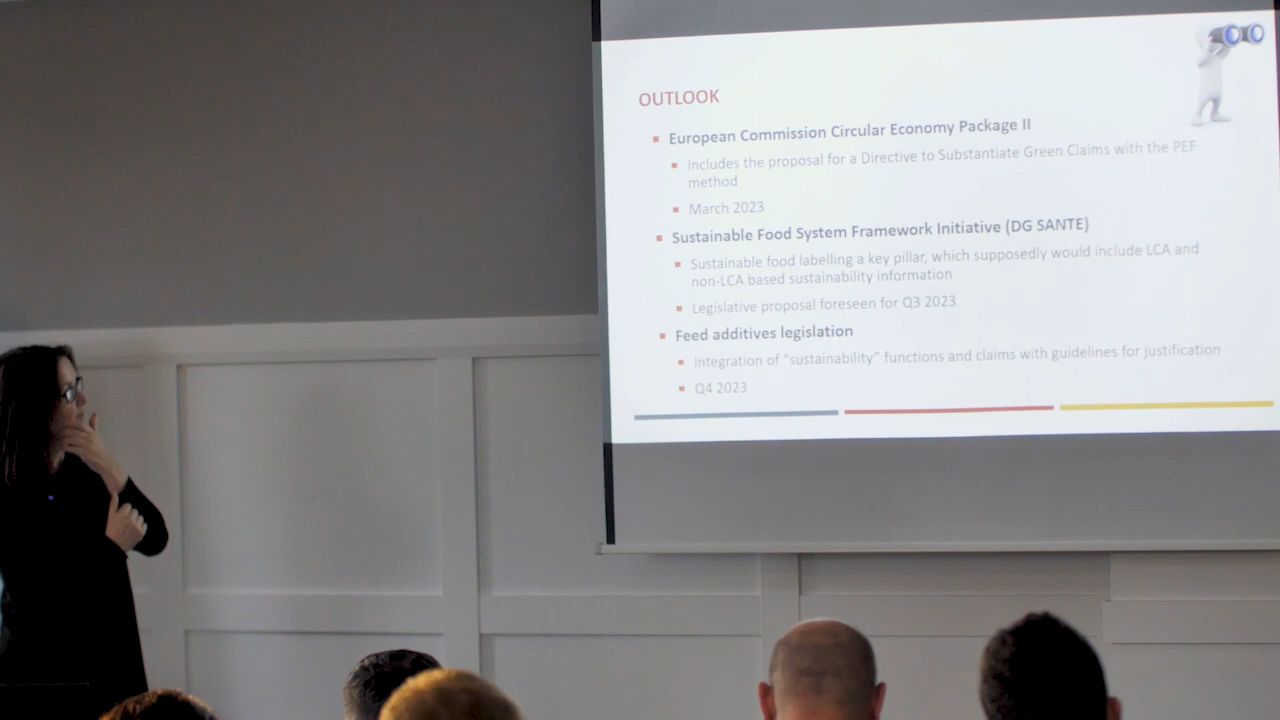 OUTLOOK
European Commission Circular Economy Package II
Includes the proposal for a Directive to Substantiate Green Claims with the PEF
method
March 2023
Sustainable Food System Framework Initiative (DG SANTE)
Sustainable food labelling a key pillar, which supposedly would include LCA and
non-LCA based sustainability information
Legislative proposal foreseen for Q3 2023
Feed additives legislation
Integration of “sustainability” functions and claims with guidelines for justification
Q4 2023